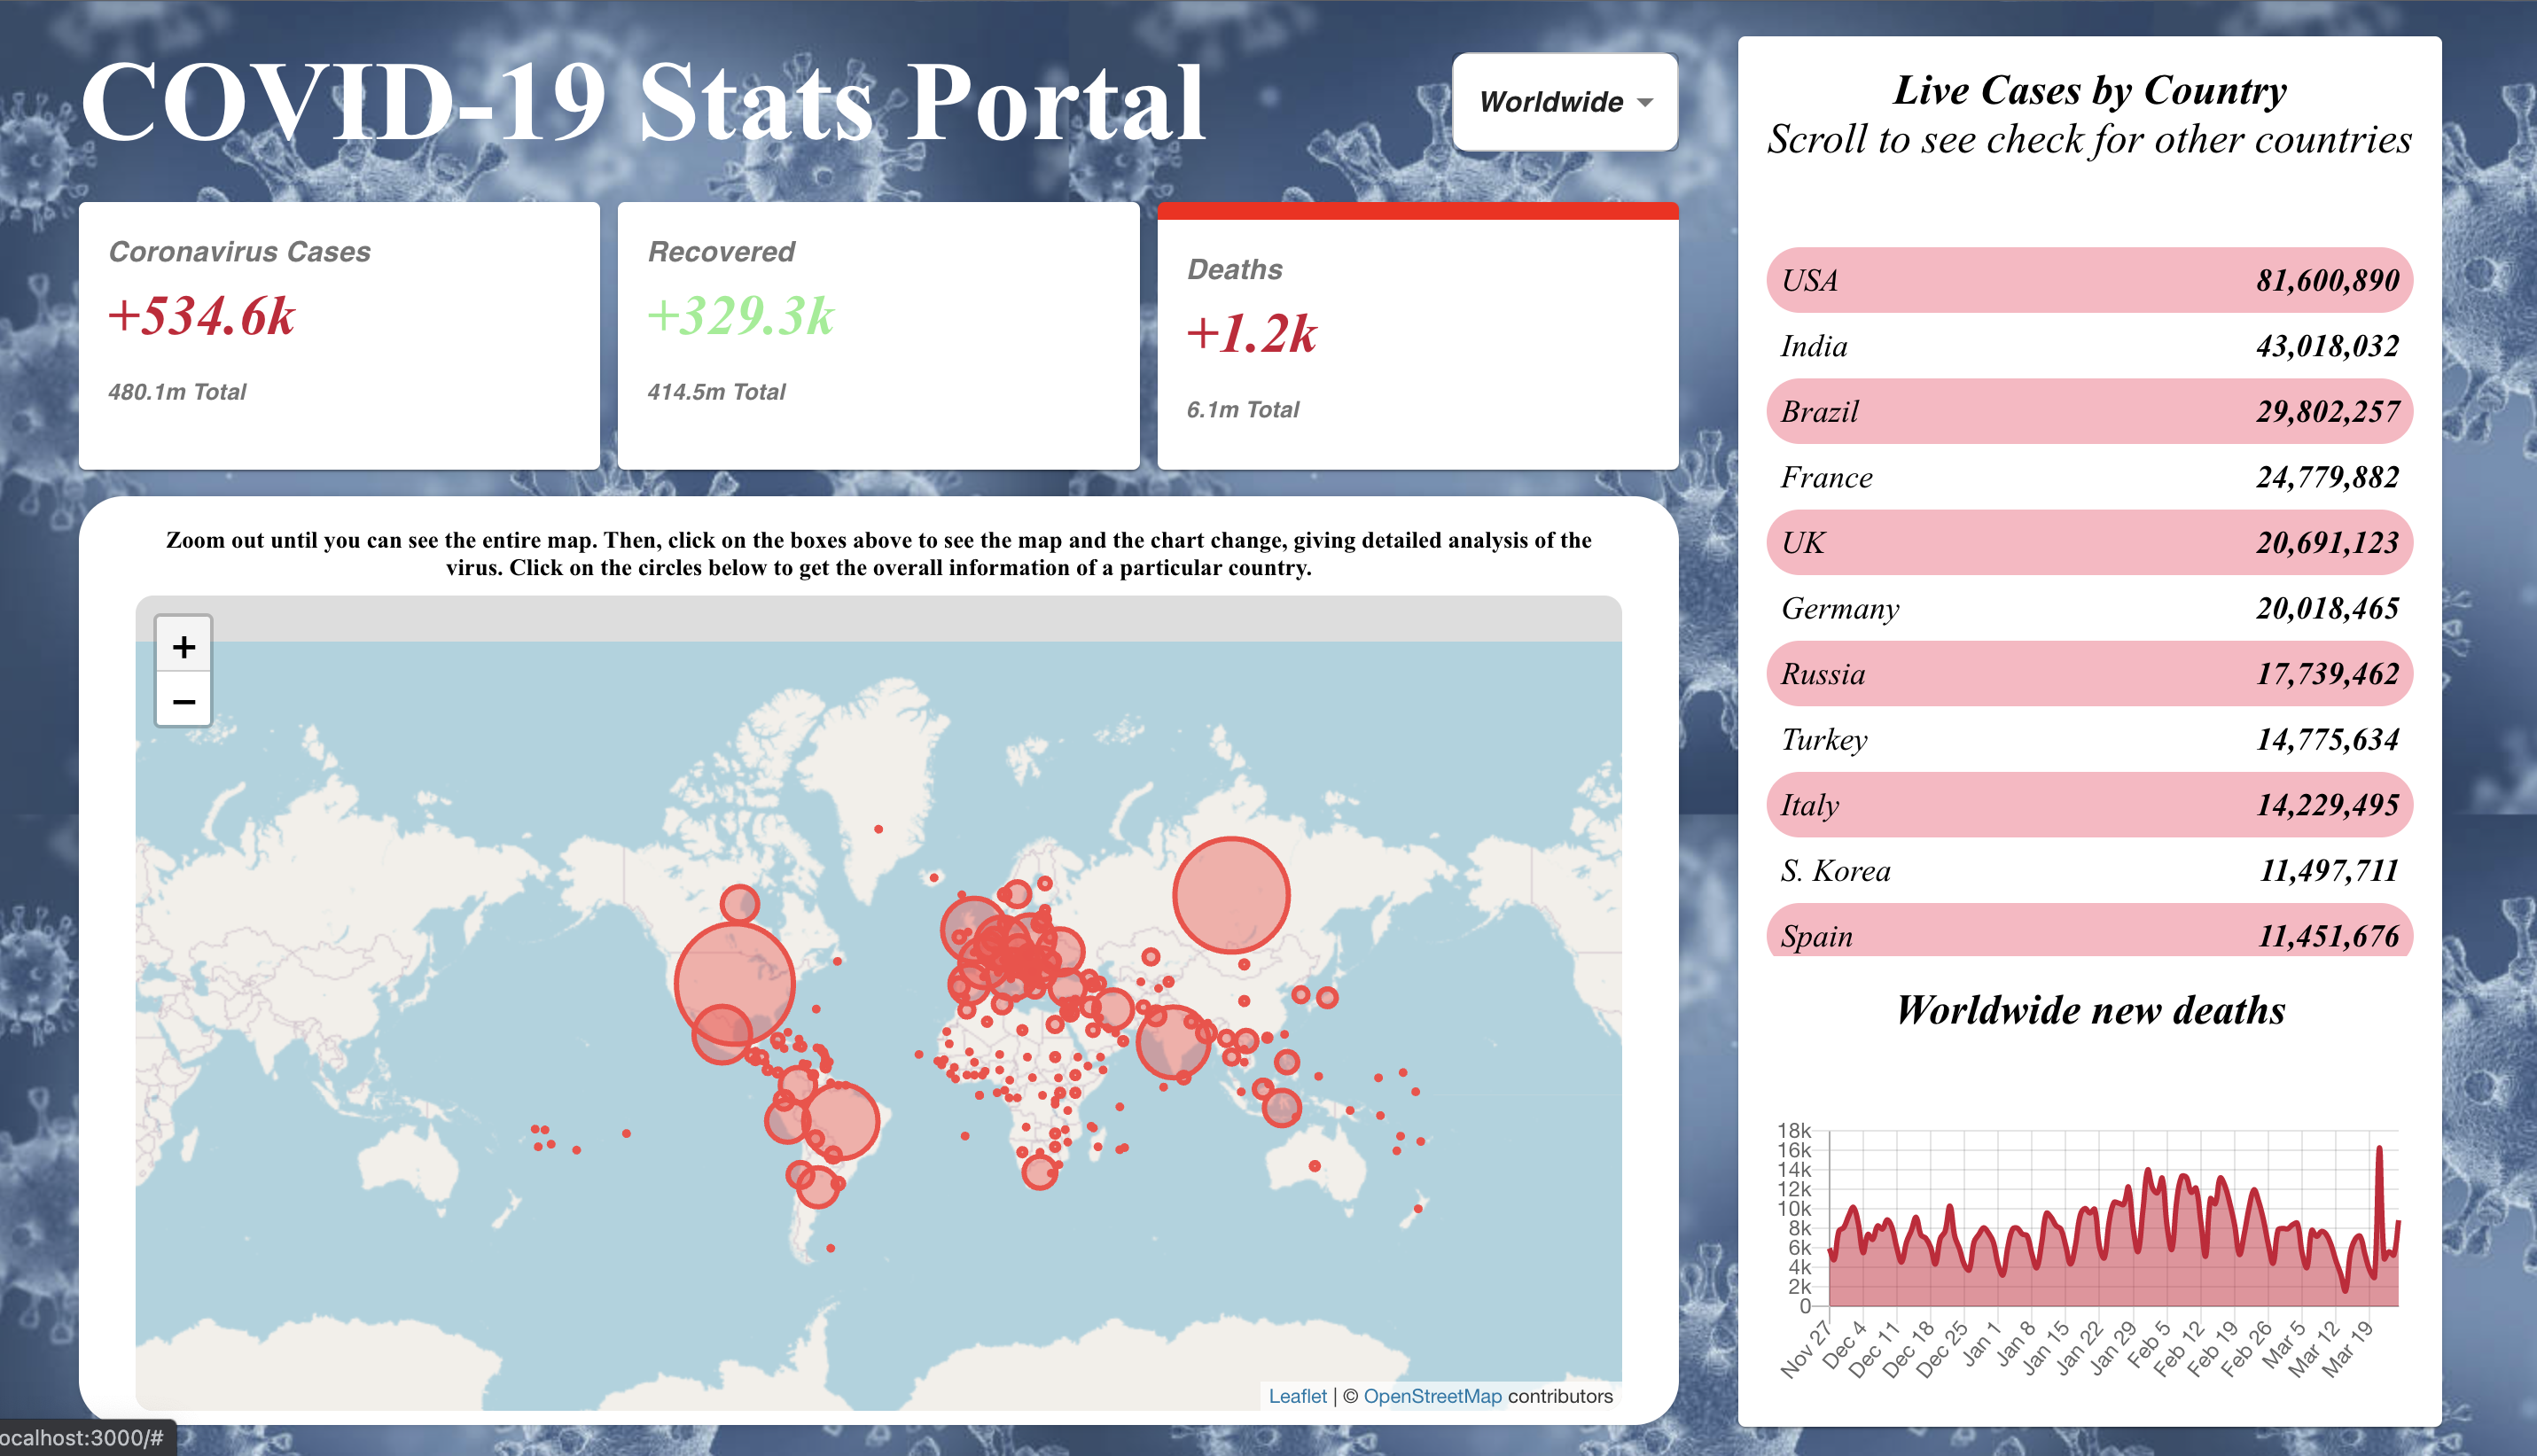 COVID-19 Stats Portal
Worldwide
Coronavirus Cases
+534.6k
480.1m Total
Recovered
+329.3k
414.5m Total
Deaths
+1.2k
6.1m Total
Zoom out until you can see the entire map. Then, click on the boxes above to see the map and the chart change, giving detailed analysis of the
virus. Click on the circles below to get the overall information of a particular country.
+
−
Leaflet | © OpenStreetMap contributors
ocalhost:3000/#
Live Cases by Country
Scroll to see check for other countries
USA 81,600,890
India 43,018,032
Brazil 29,802,257
France 24,779,882
UK 20,691,123
Germany 20,018,465
Russia 17,739,462
Turkey 14,775,634
Italy 14,229,495
S. Korea 11,497,711
Spain 11,451,676
Worldwide new deaths
18k
16k
14k
12k
10k
8k
6k
4k
2k
0
Nov 27 Dec 4 Dec 11 Dec 18 Dec 25 Jan 1 Jan 8 Jan 15 Jan 22 Jan 29 Feb 5 Feb 12 Feb 19 Feb 26 Mar 5 Mar 12 Mar 19